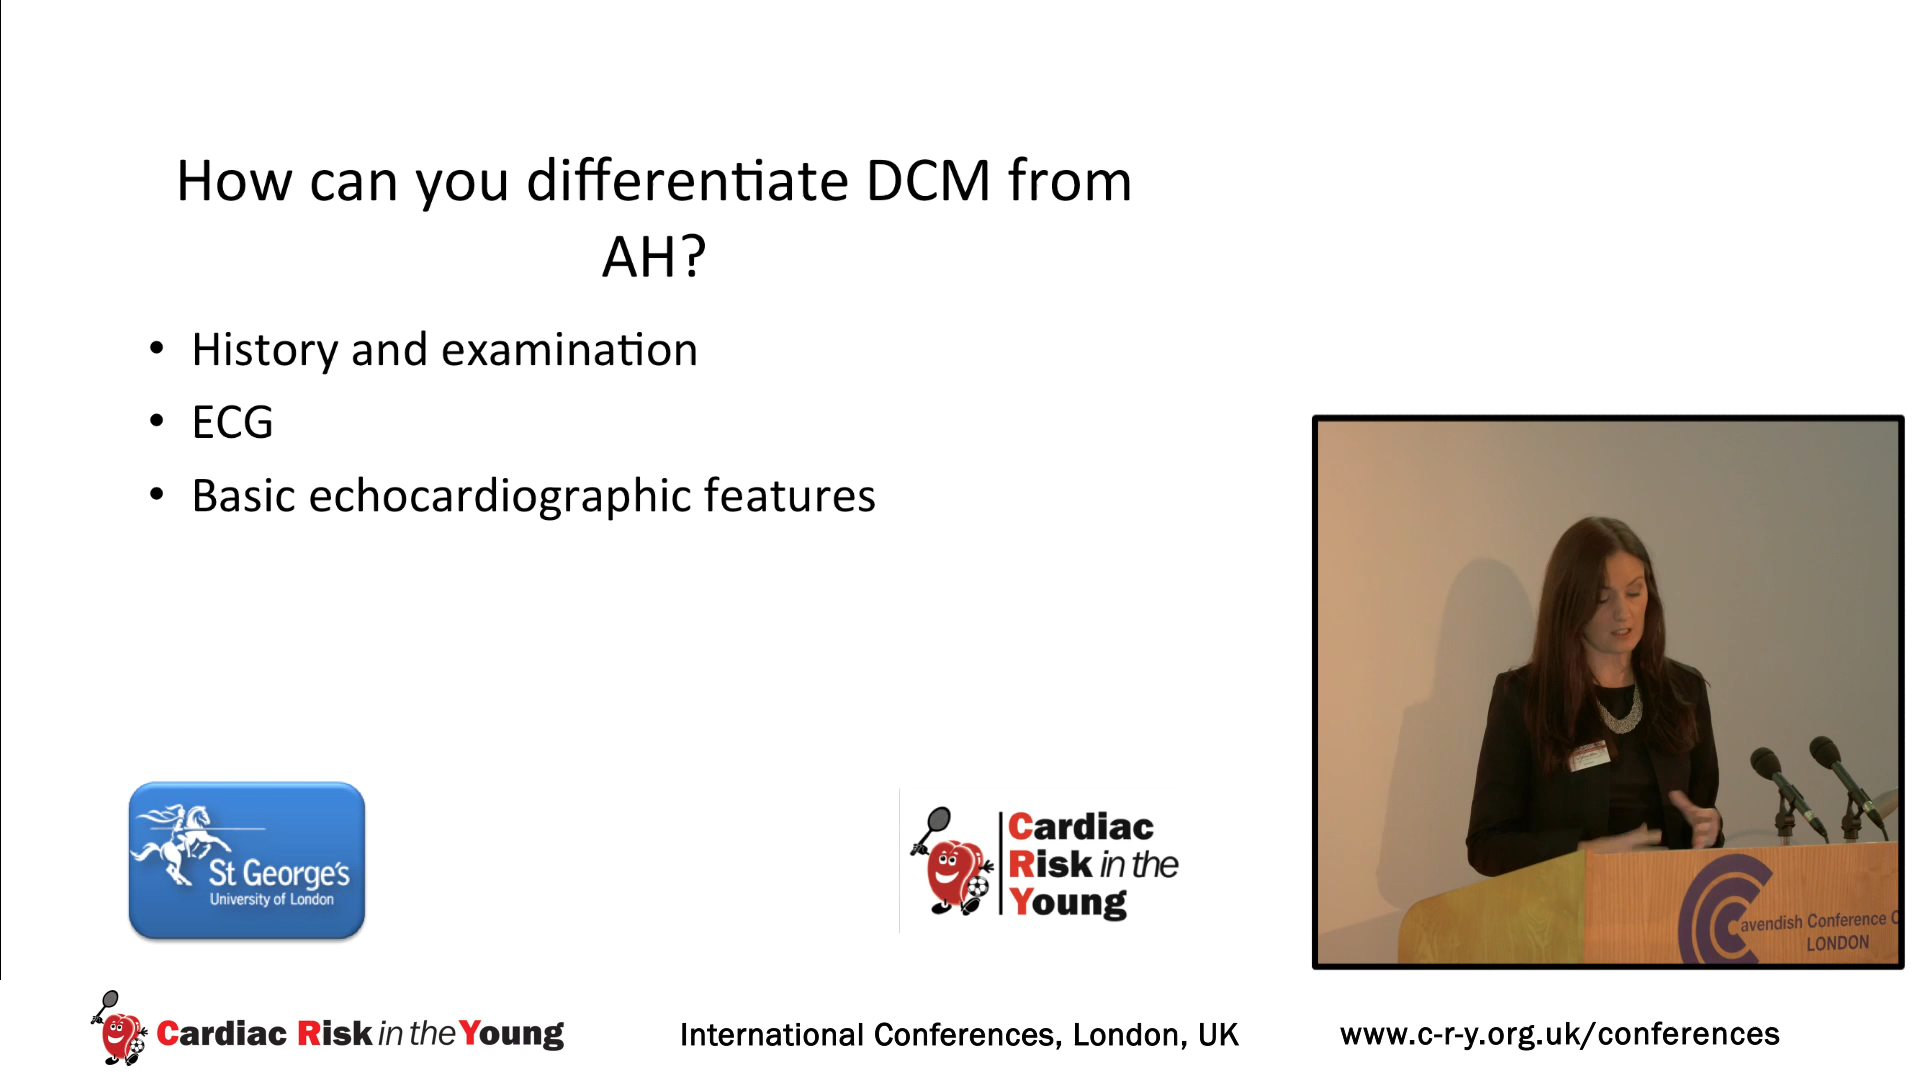 How can you differentiate DCM from
AH?
• History and examination
• ECG
• Basic echocardiographic features
St George's
University of London
Cardiac
Risk in the
Young
avendish Conference C
LONDON
Cardiac Risk in the Young
International Conferences, London, UK
www.c-r-y.org.uk/conferences